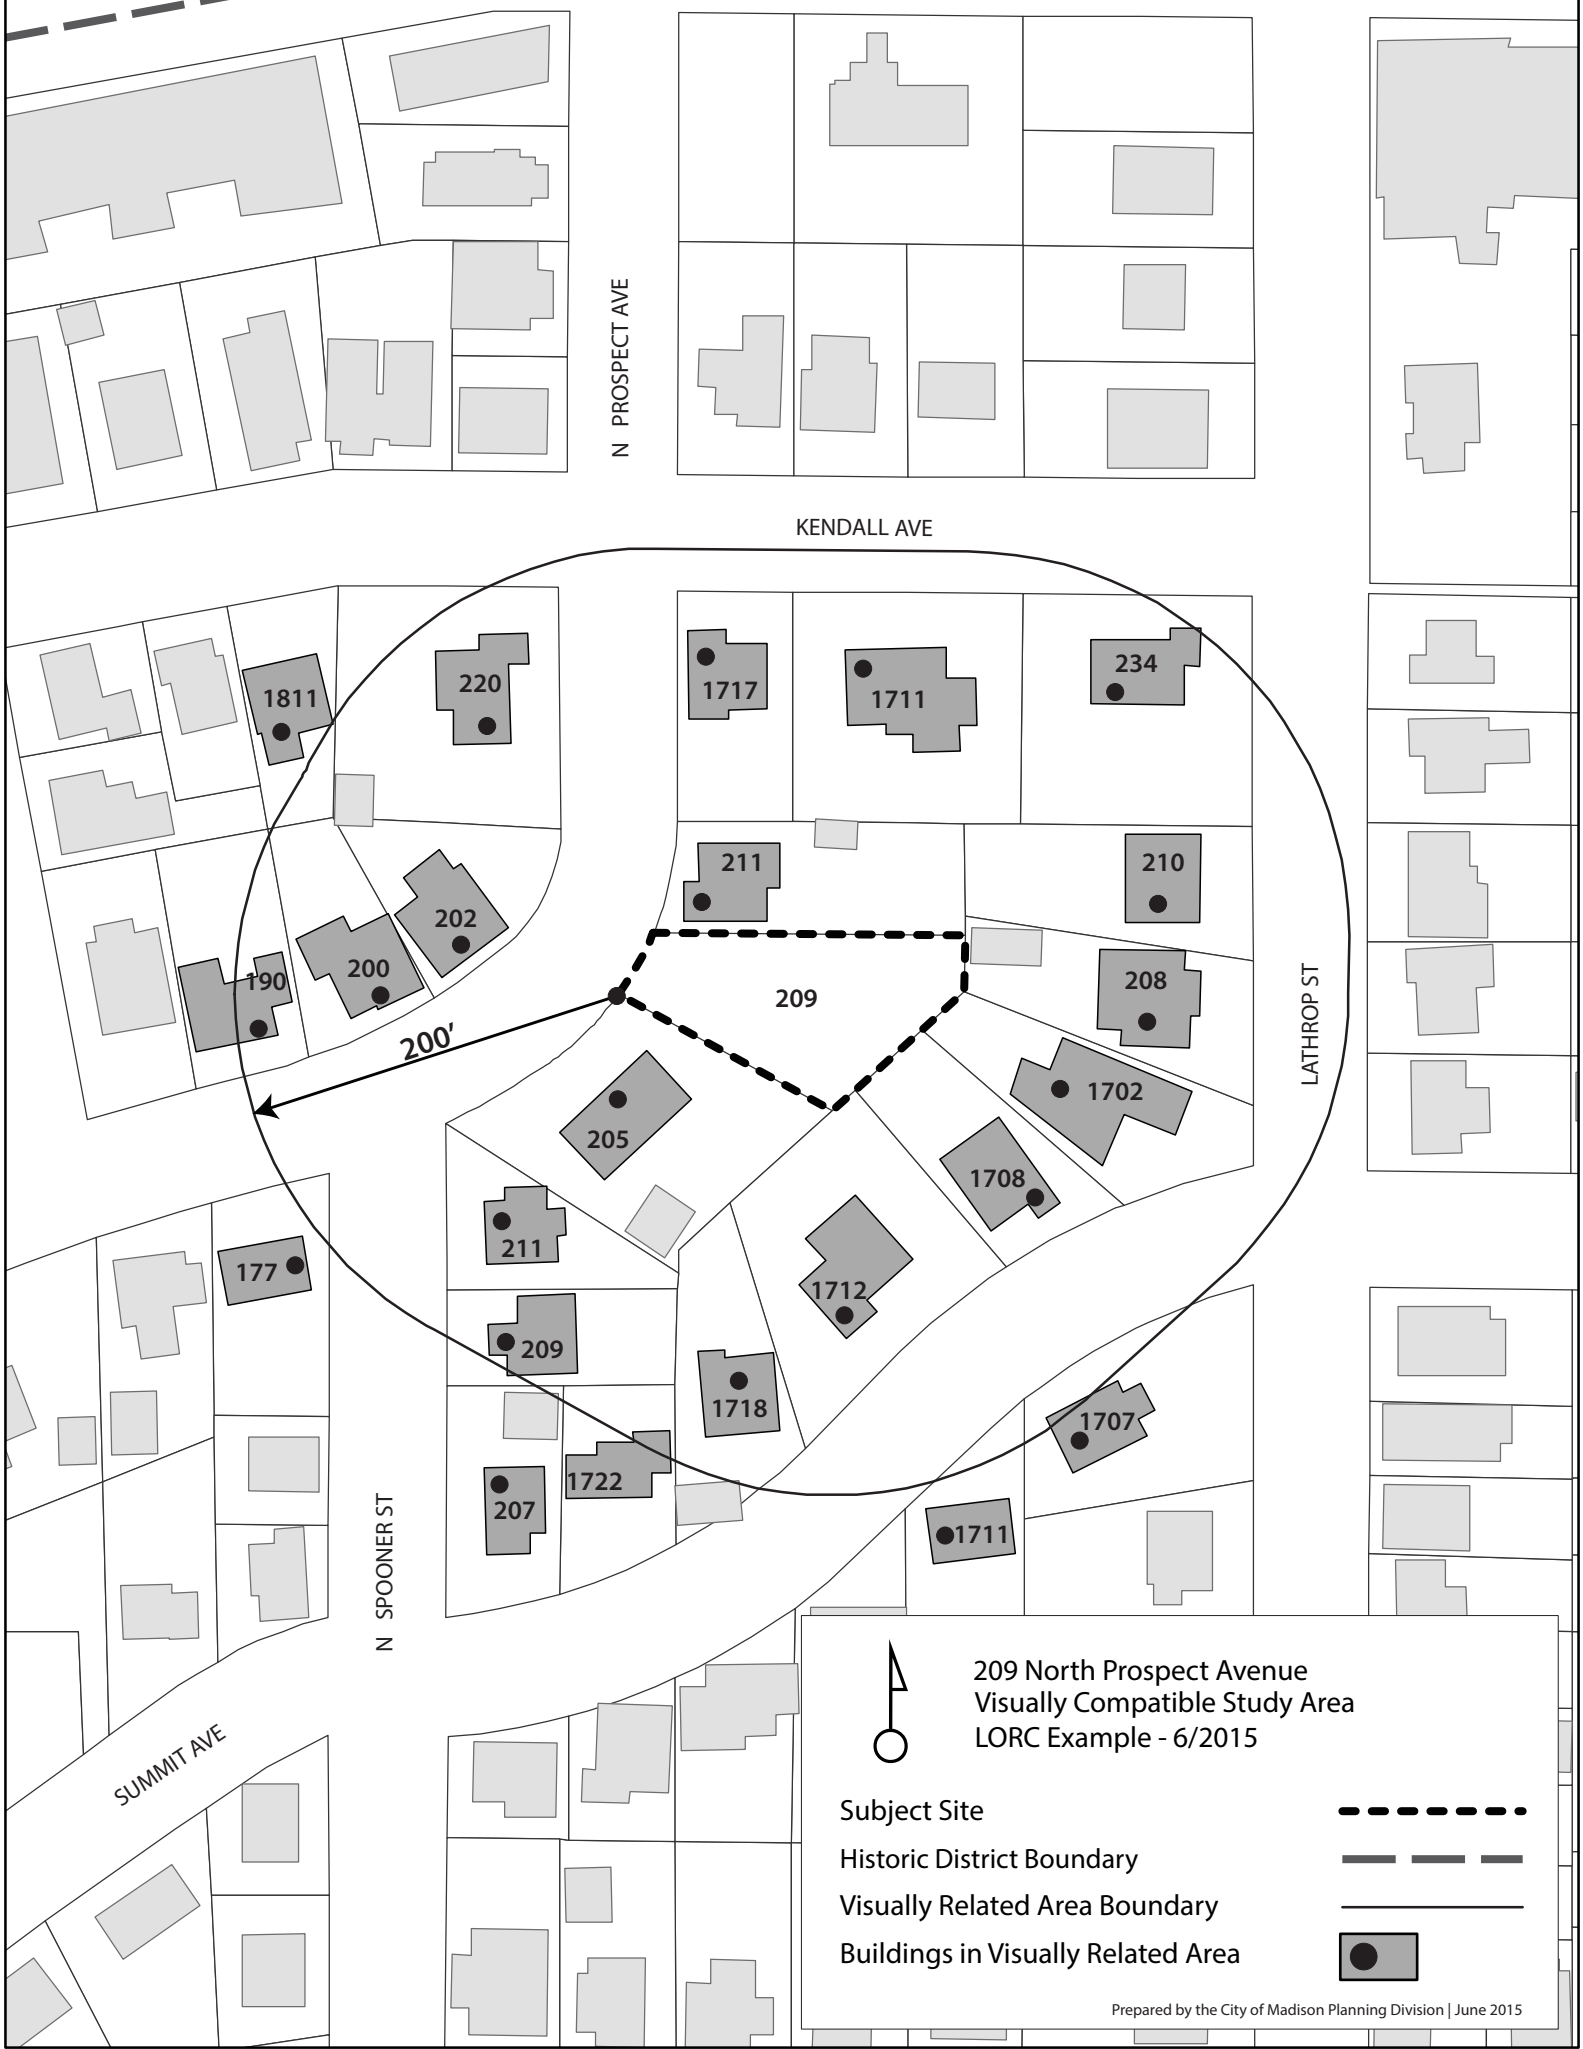 N PROSPECT AVE
KENDALL AVE
1811
220
1717
1711
234
211
210
202
200
190
209
208
200’
LATHROP ST
1702
205
1708
211
177
1712
209
1718
1707
1722
207
1711
N SPOONER ST
SUMMIT AVE
209 North Prospect Avenue
Visually Compatible Study Area
LORC Example - 6/2015
Subject Site
Historic District Boundary
Visually Related Area Boundary
Buildings in Visually Related Area
Prepared by the City of Madison Planning Division | June 2015